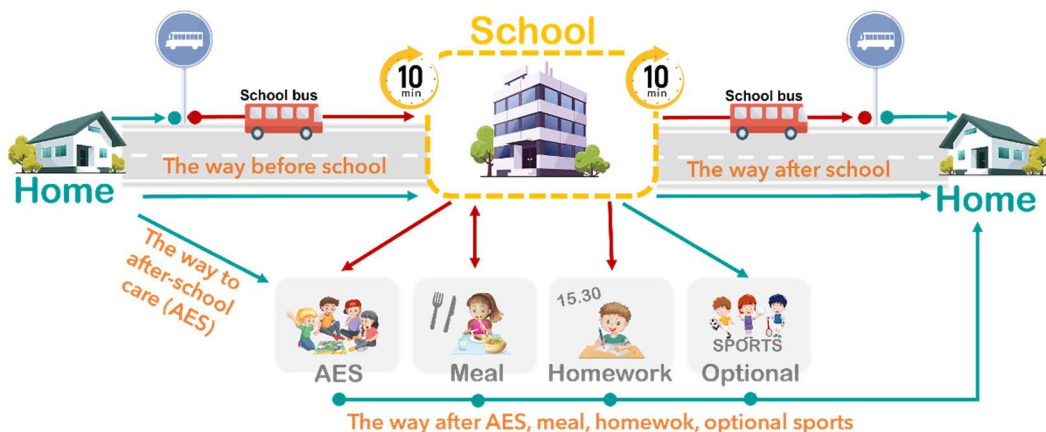 School
10
min
10
min
School bus
School bus
The way before school
The way after school
Home
Home
The way to
after-school
care (AES)
15.30
SPORTS
AES
Meal
Homework
Optional
The way after AES, meal, homewok, optional sports